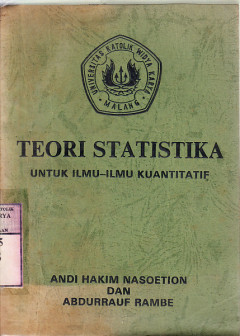 UNIVERSITAS KATOLIK WIDYA KARYA
MALANG
TEORI STATISTIKA
UNTUK ILMU-ILMU KUANTITATIF
ANDI HAKIM NASOETION
DAN
ABDURRAUF RAMBE